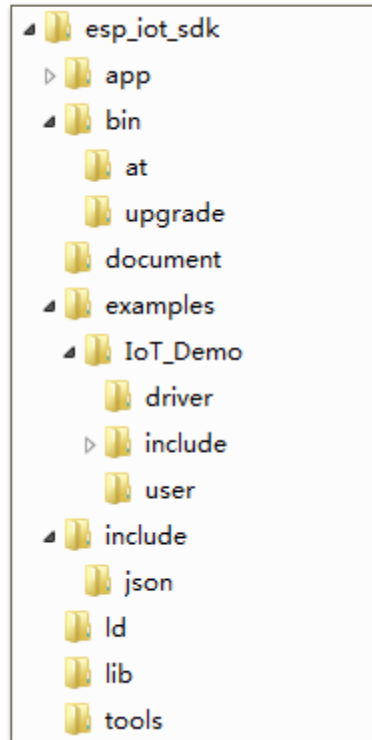 esp_iot_sdk
app
bin
at
upgrade
document
examples
IoT_Demo
driver
include
user
include
json
ld
lib
tools